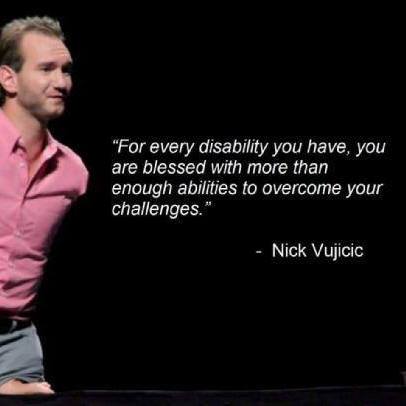 “For every disability you have, you
are blessed with more than
enough abilities to overcome your
challenges.”
- Nick Vujicic